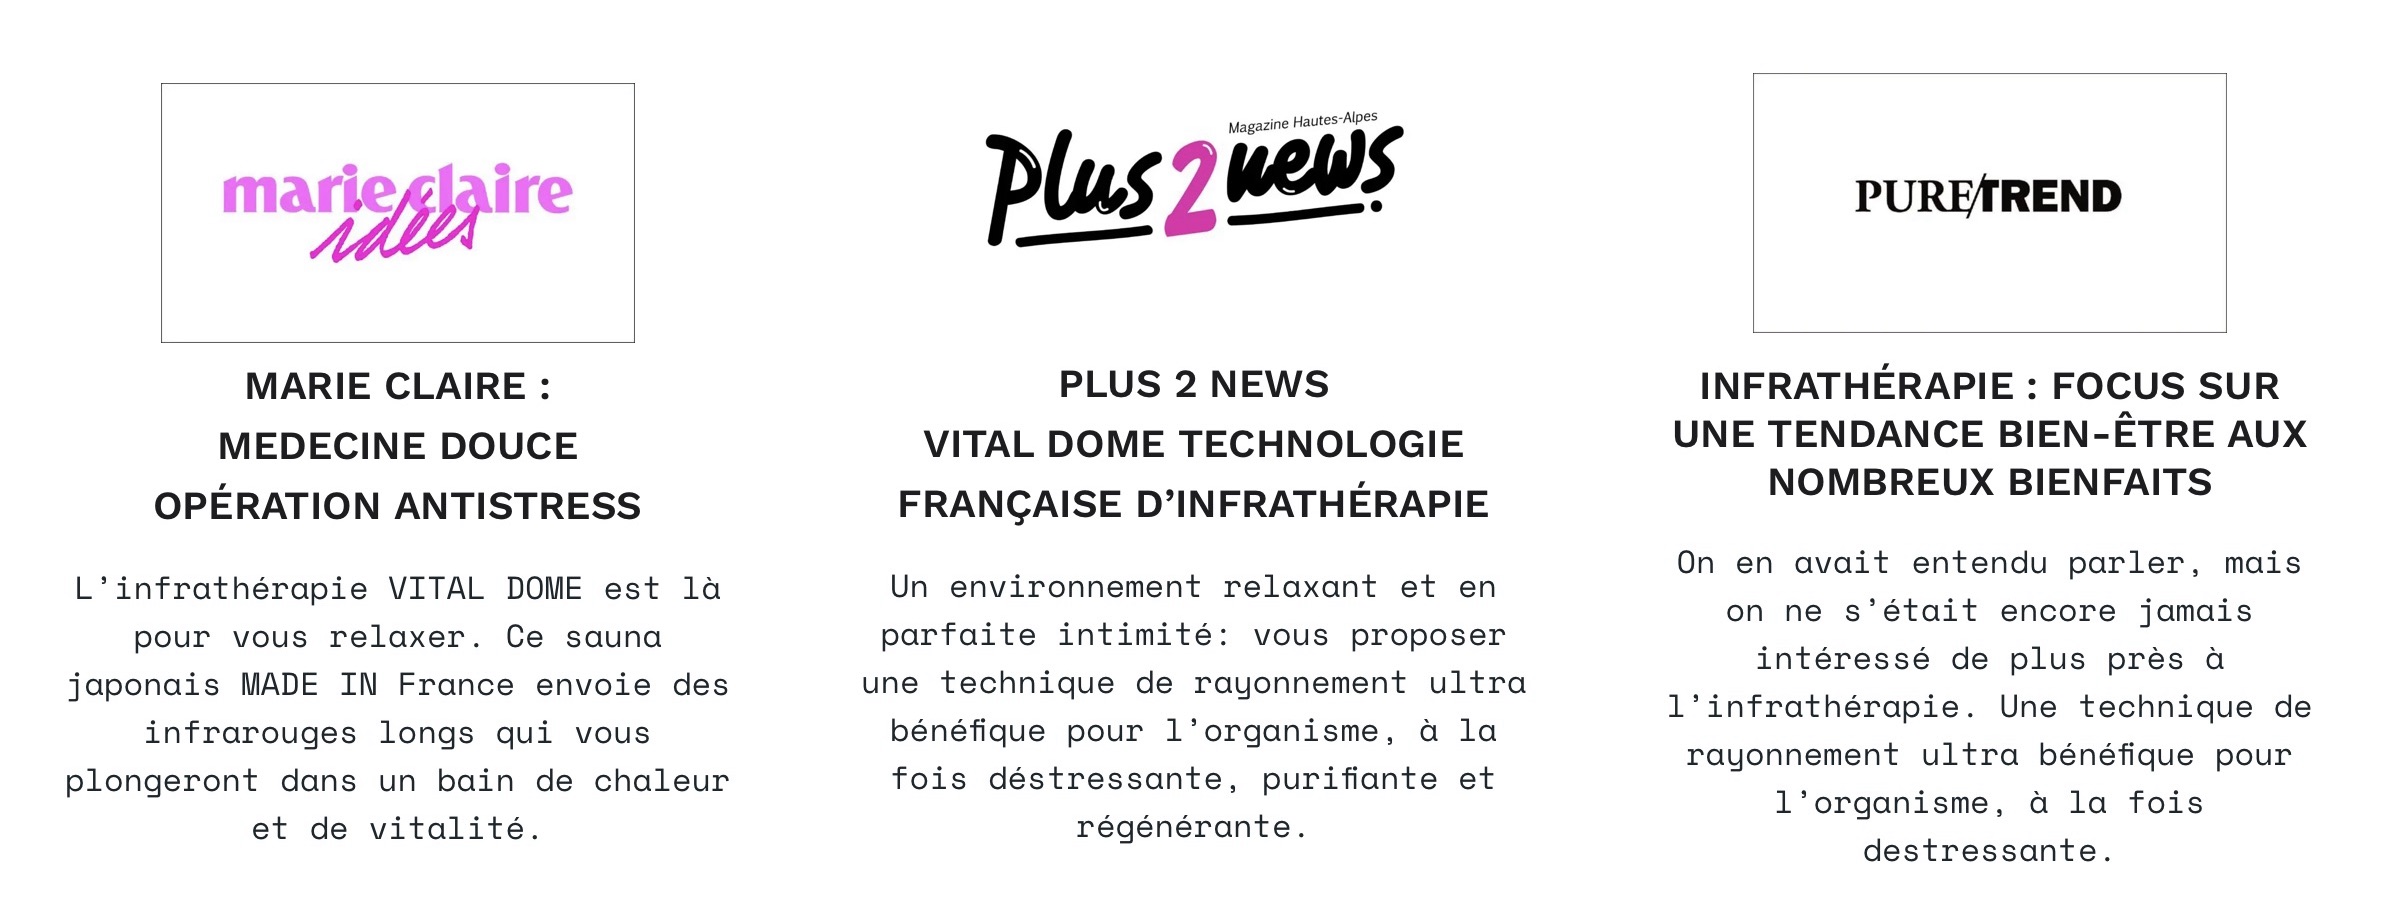 marie claire
idées
MARIE CLAIRE :
MEDECINE DOUCE
OPÉRATION ANTISTRESS
L’infrathérapie VITAL DOME est là
pour vous relaxer. Ce sauna
japonais MADE IN France envoie des
infrarouges longs qui vous
plongeront dans un bain de chaleur
et de vitalité.
Magazine Hautes-Alpes
Plus 2 news
PLUS 2 NEWS
VITAL DOME TECHNOLOGIE
FRANÇAISE D’INFRATHÉRAPIE
Un environnement relaxant et en
parfaite intimité: vous proposer
une technique de rayonnement ultra
bénéfique pour l’organisme, à la
fois déstressante, purifiante et
régénérante.
PURE/TREND
INFRATHÉRAPIE : FOCUS SUR
UNE TENDANCE BIEN-ÊTRE AUX
NOMBREUX BIENFAITS
On en avait entendu parler, mais
on ne s’était encore jamais
intéressé de plus près à
l’infrathérapie. Une technique de
rayonnement ultra bénéfique pour
l’organisme, à la fois
destressante.